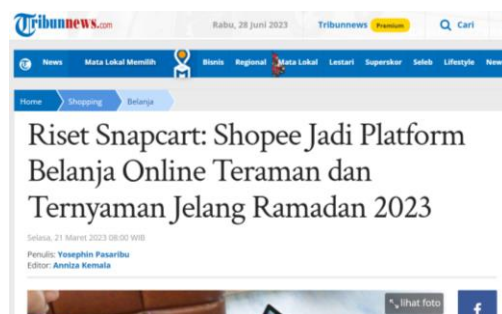 Tribunnews.com
Rabu, 28 Juni 2023
Tribunnews Premium
Cari
News Mata Lokal Memilih Bisnis Regional Mata Lokal Lestari Superskor Seleb Lifestyle New
Home Shopping Belanja
Riset Snapcart: Shopee Jadi Platform
Belanja Online Teraman dan
Ternyaman Jelang Ramadan 2023
Selasa, 21 Maret 2023 08:00 WIB
Penulis: Yosephin Pasaribu
Editor: Anniza Kemala
lihat foto